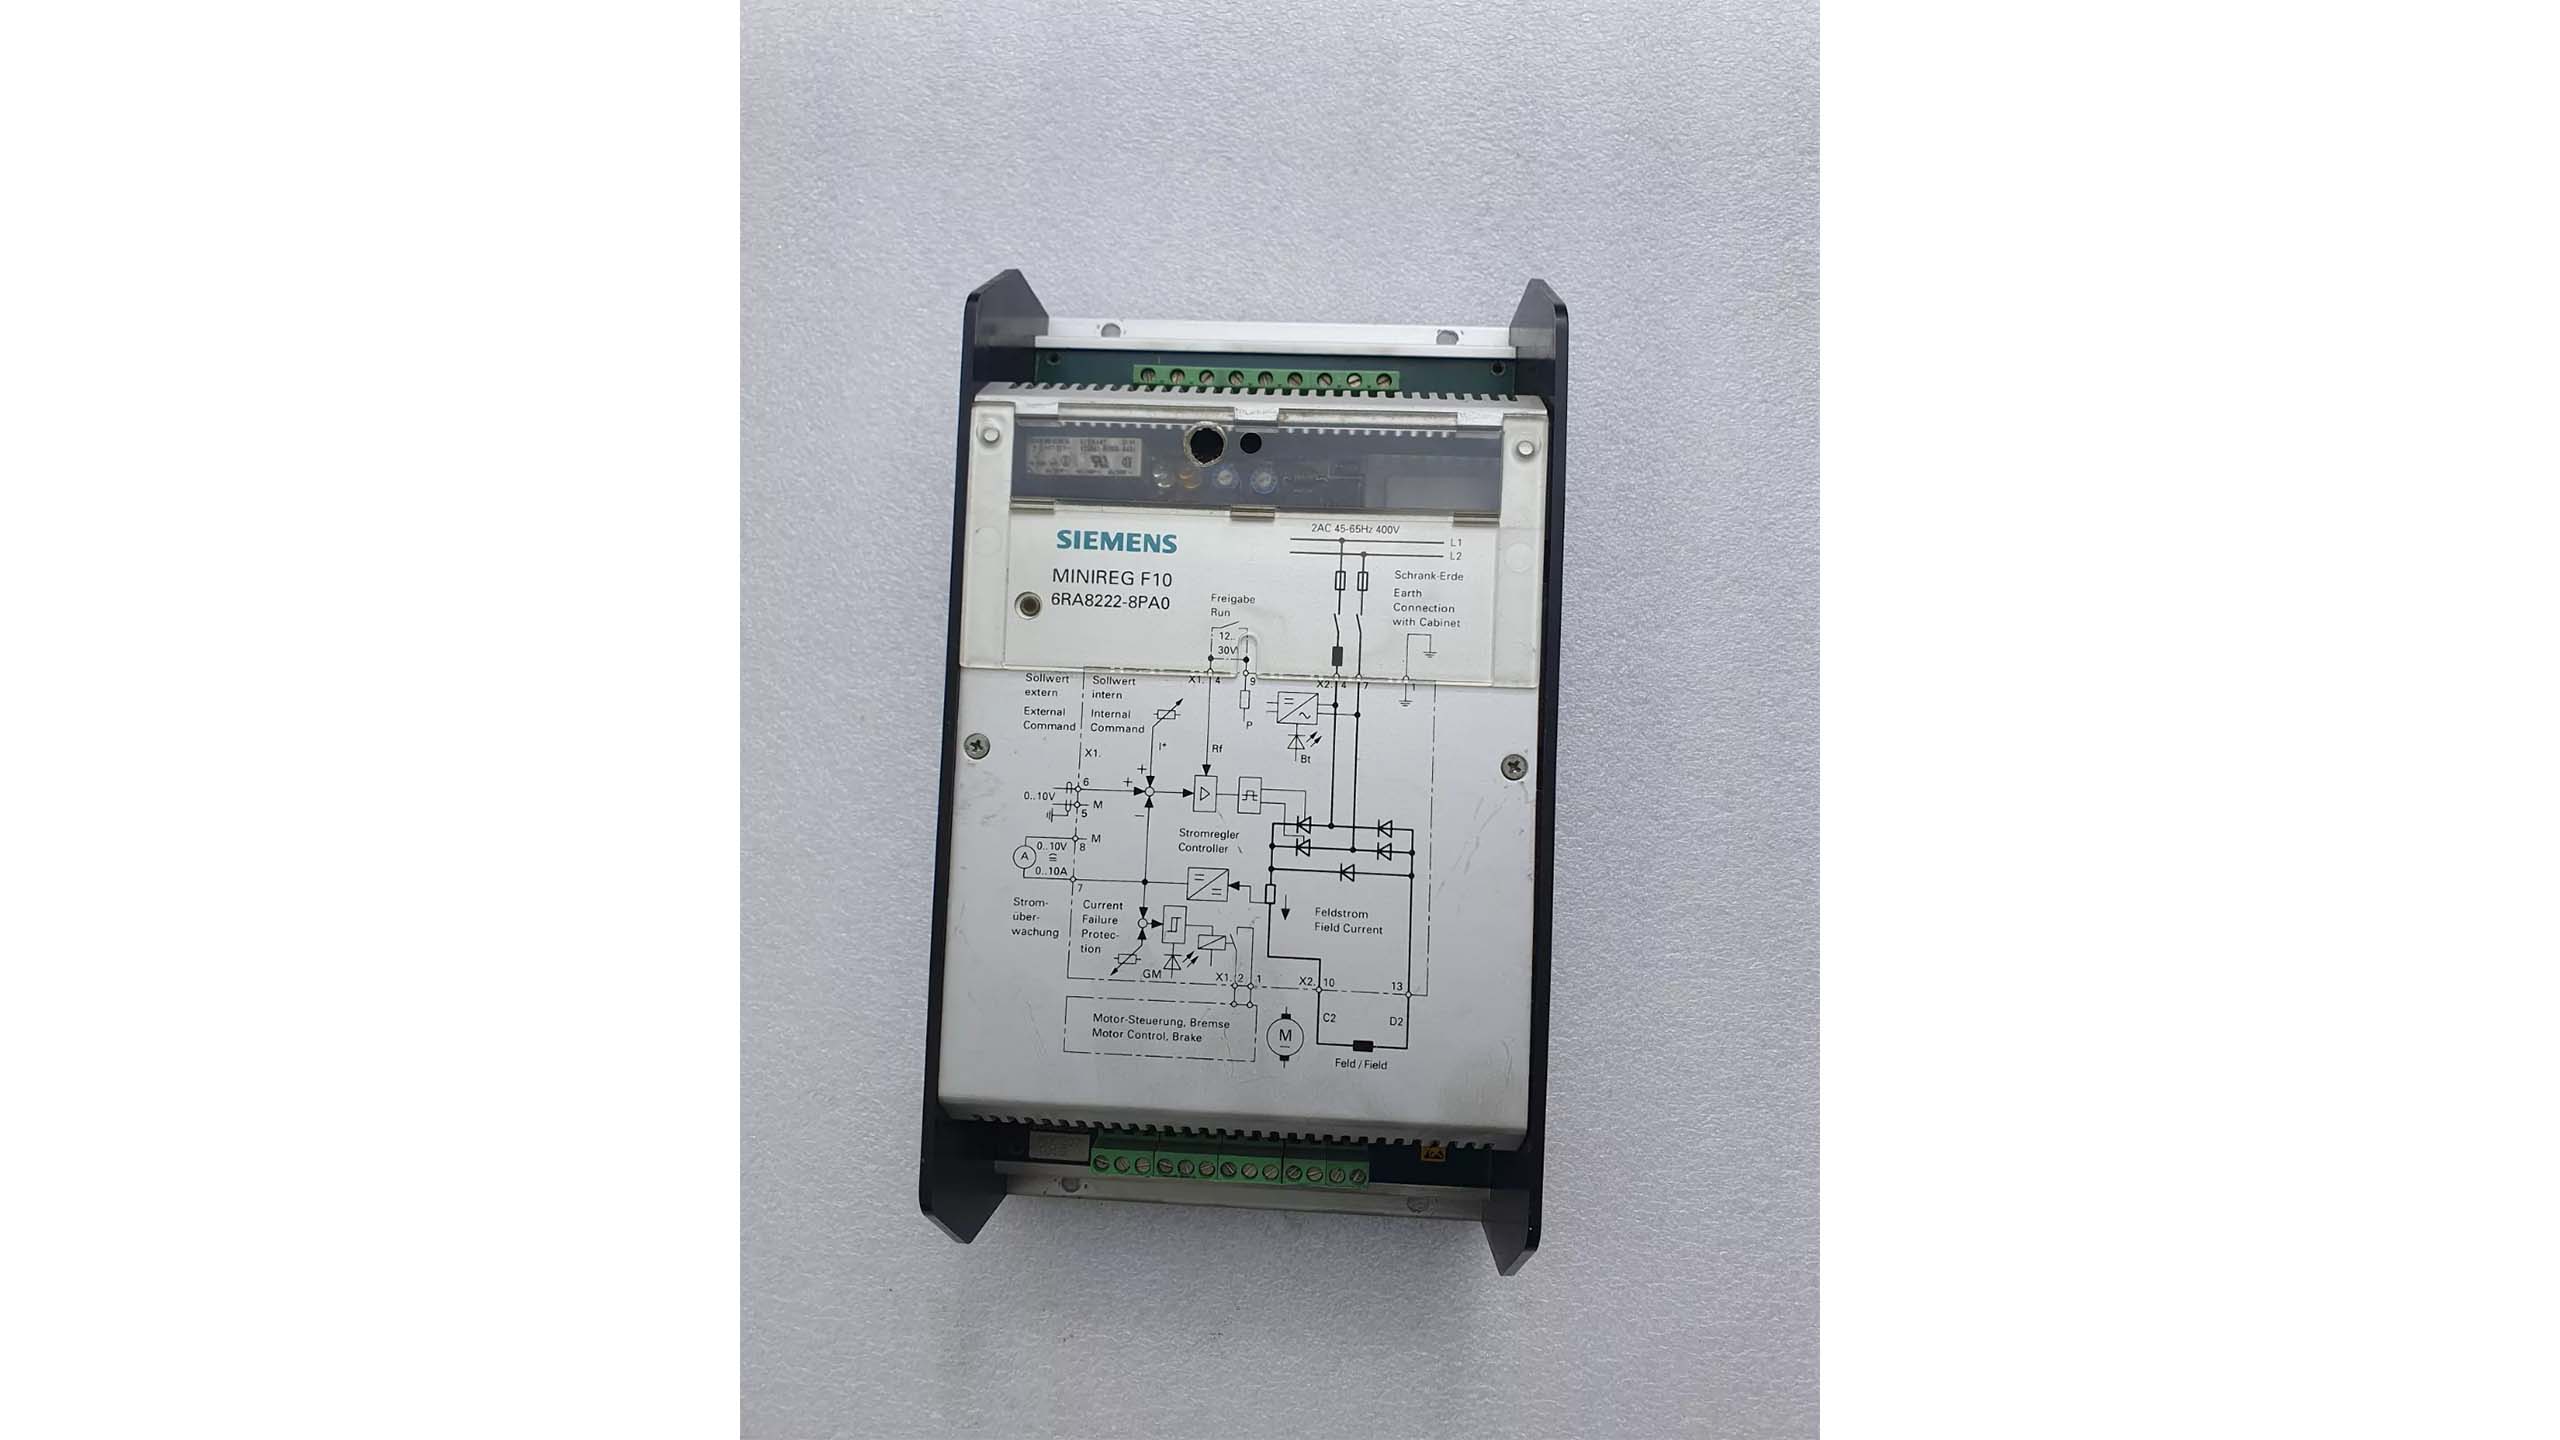 SIEMENS
MINIREG F10
6RA8222-8PA0
2AC 45-65Hz 400V
L1
L2
Schrank-Erde
Earth
Connection
with Cabinet
Freigabe
Run
12..
30V
X1. 4
9
X2. 4
7
1
Sollwert
extern
External
Command
Sollwert
intern
Internal
Command
X1.
I*
Rf
P
Bt
+
+
−
6
0..10V
M
5
M
8
0..10V
A
0..10A
7
Stromregler
Controller
Strom-
über-
wachung
Current
Failure
Protec-
tion
GM
Feldstrom
Field Current
X1. 2
1
X2. 10
13
C2
D2
Motor-Steuerung, Bremse
Motor Control, Brake
M
Feld / Field